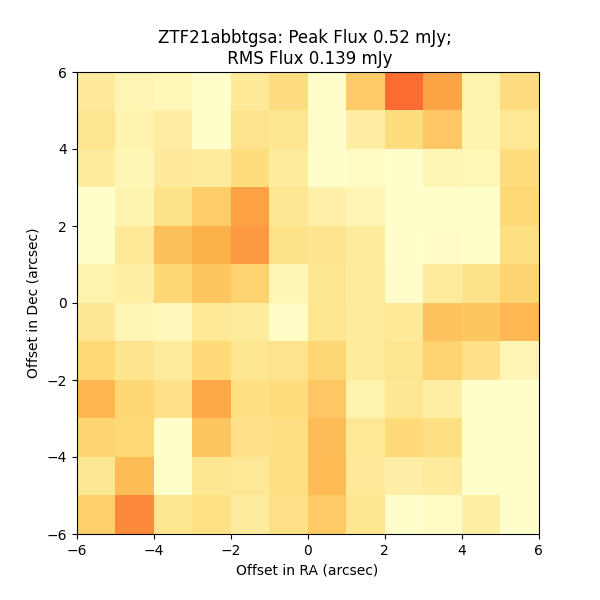 ZTF21abbtgsa: Peak Flux 0.52 mJy;
RMS Flux 0.139 mJy
6
4
2
0
−2
−4
−6
Offset in Dec (arcsec)
−6 −4 −2 0 2 4 6
Offset in RA (arcsec)